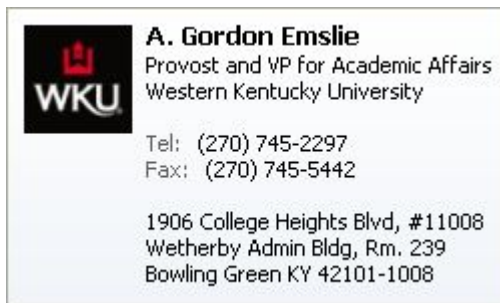 WKU
A. Gordon Emslie
Provost and VP for Academic Affairs
Western Kentucky University
Tel: (270) 745-2297
Fax: (270) 745-5442
1906 College Heights Blvd, #11008
Wetherby Admin Bldg, Rm. 239
Bowling Green KY 42101-1008